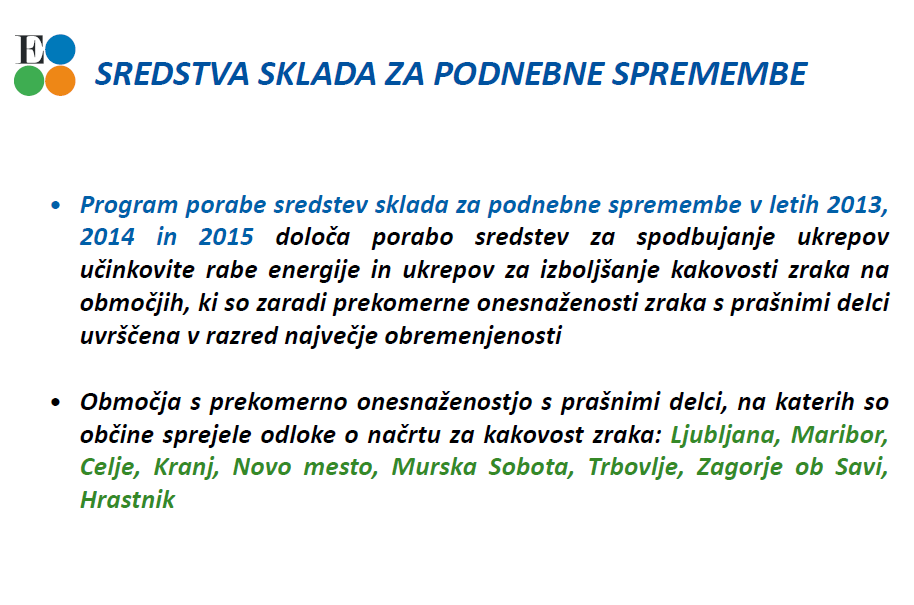 E
SREDSTVA SKLADA ZA PODNEBNE SPREMEMBE
• Program porabe sredstev sklada za podnebne spremembe v letih 2013,
2014 in 2015 določa porabo sredstev za spodbujanje ukrepov
učinkovite rabe energije in ukrepov za izboljšanje kakovosti zraka na
območjih, ki so zaradi prekomerne onesnaženosti zraka s prašnimi delci
uvrščena v razred največje obremenjenosti
• Območja s prekomerno onesnaženostjo s prašnimi delci, na katerih so
občine sprejele odloke o načrtu za kakovost zraka: Ljubljana, Maribor,
Celje, Kranj, Novo mesto, Murska Sobota, Trbovlje, Zagorje ob Savi,
Hrastnik